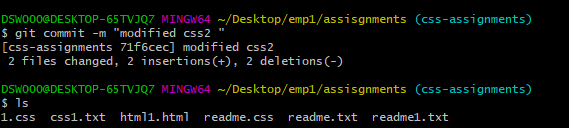 DSWOOO@DESKTOP-65TVJQ7 MINGW64 ~/Desktop/emp1/assisgnments (css-assignments)
$ git commit -m "modified css2 "
[css-assignments 71f6cec] modified css2
 2 files changed, 2 insertions(+), 2 deletions(-)
DSWOOO@DESKTOP-65TVJQ7 MINGW64 ~/Desktop/emp1/assisgnments (css-assignments)
$ ls
1.css  css1.txt  html1.html  readme.css  readme.txt  readme1.txt